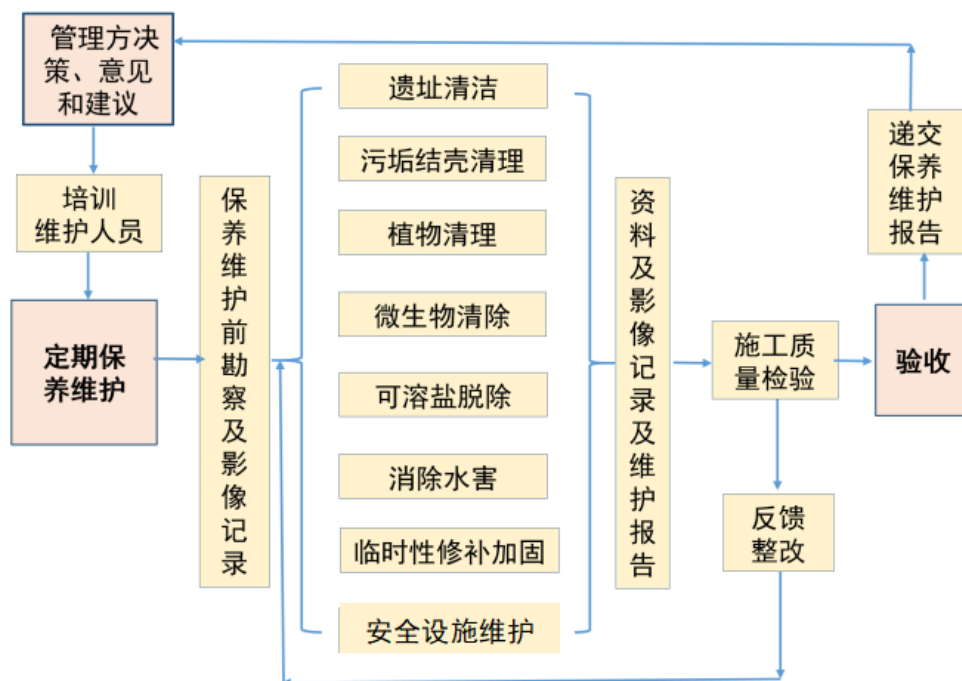 管理方决
策、意见
和建议
培训
维护人员
定期保
养维护
保养维护前勘察及影像记录
遗址清洁
污垢结壳清理
植物清理
微生物清除
可溶盐脱除
消除水害
临时性修补加固
安全设施维护
资料及影像记录及维护报告
施工质
量检验
反馈
整改
验收
递交
保养
维护
报告